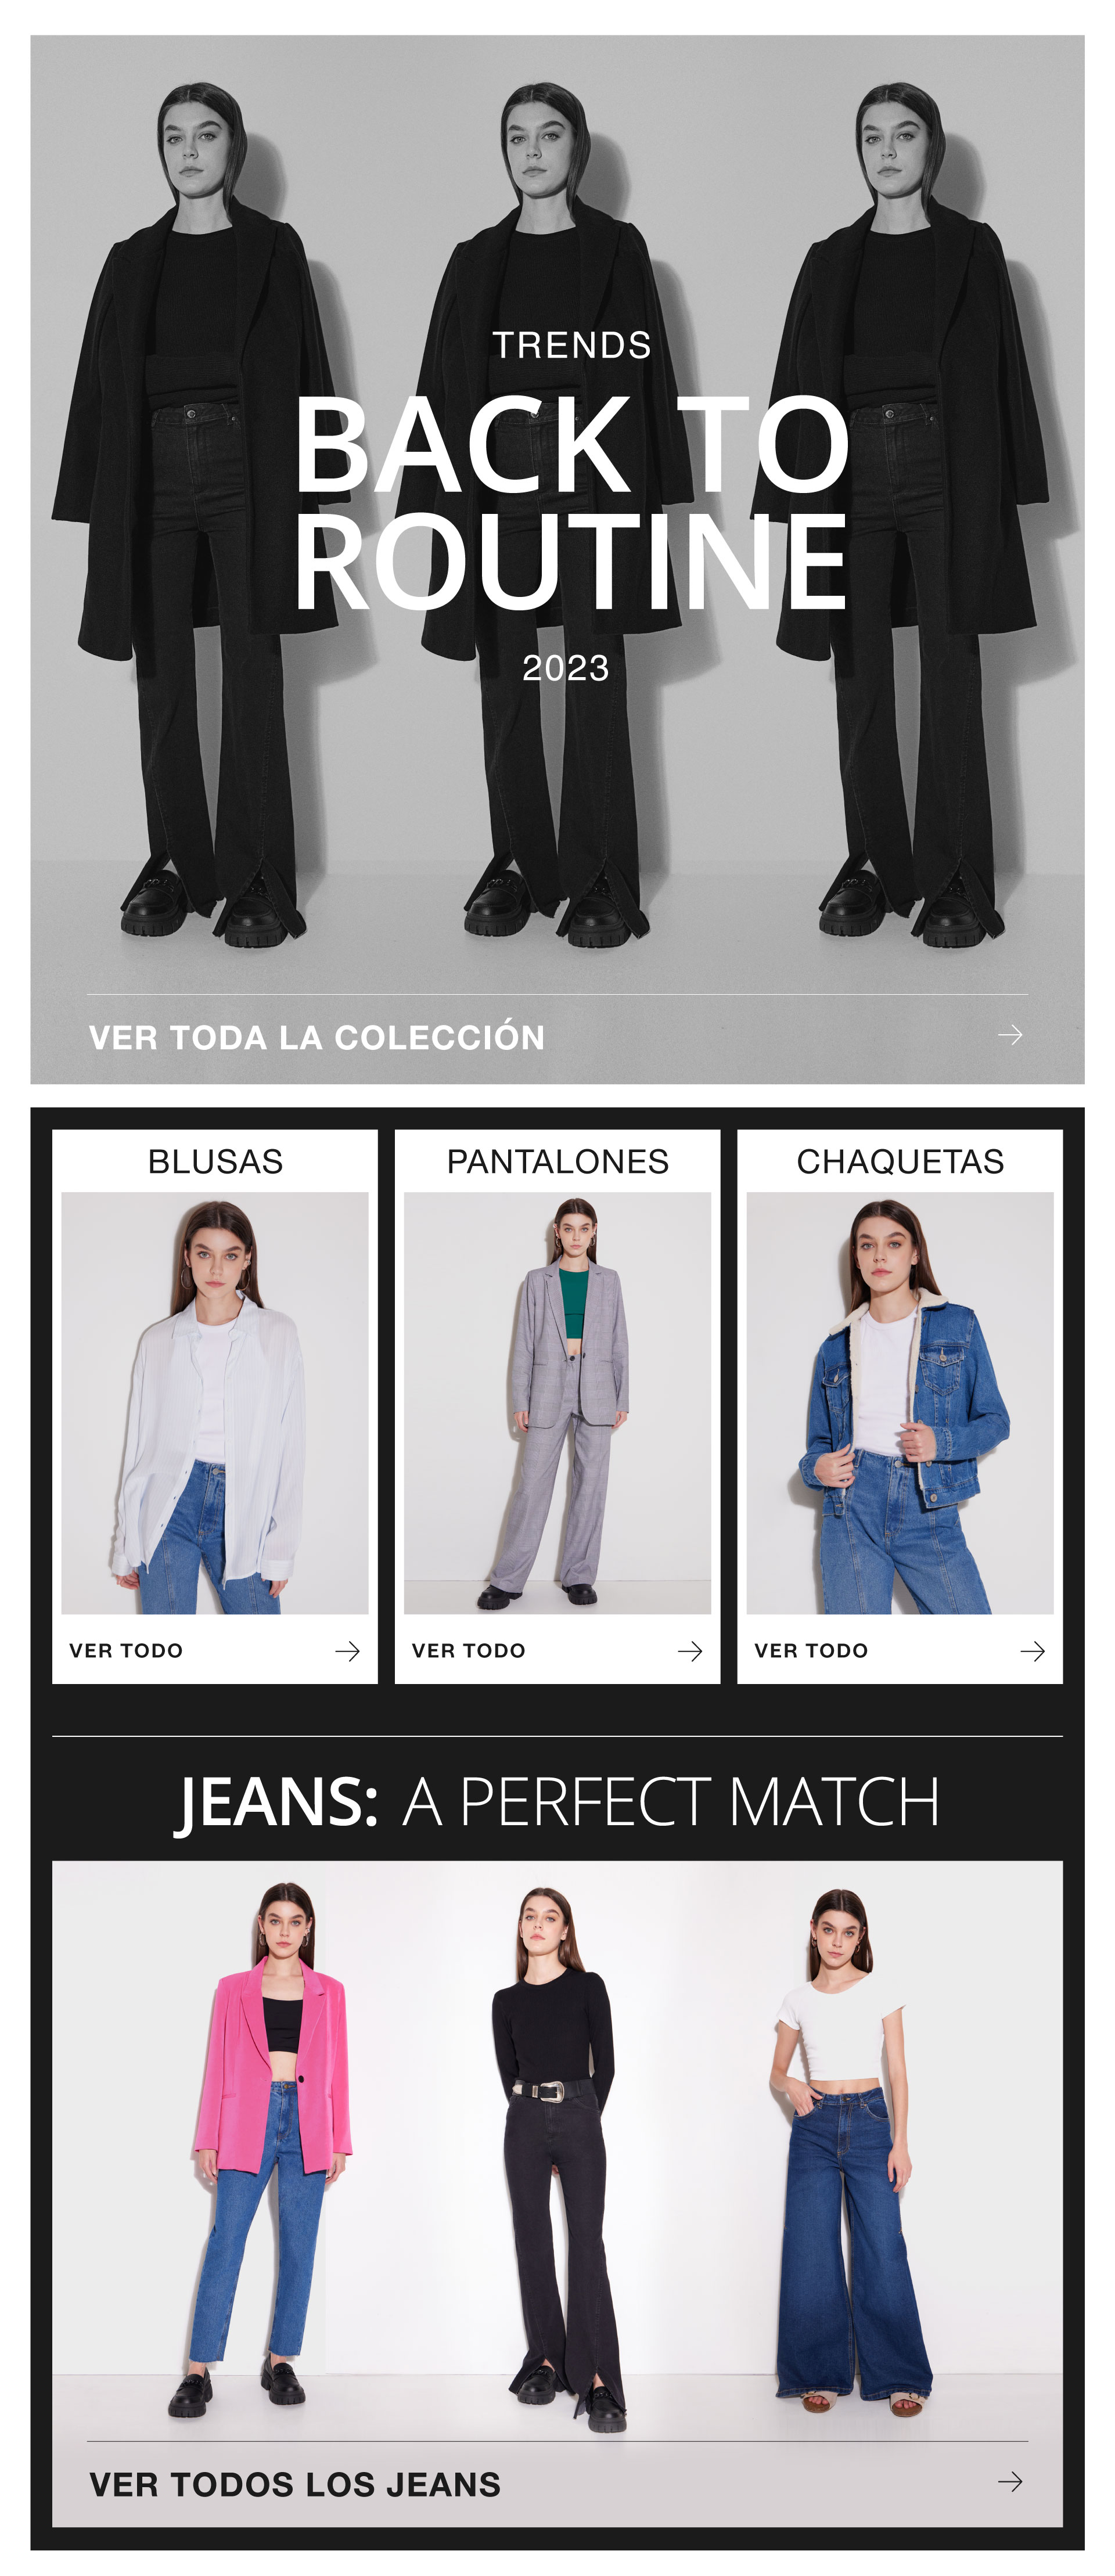 TRENDS
BACK TO
ROUTINE
2023
VER TODA LA COLECCIÓN
BLUSAS
PANTALONES
CHAQUETAS
VER TODO
VER TODO
VER TODO
JEANS: A PERFECT MATCH
VER TODOS LOS JEANS